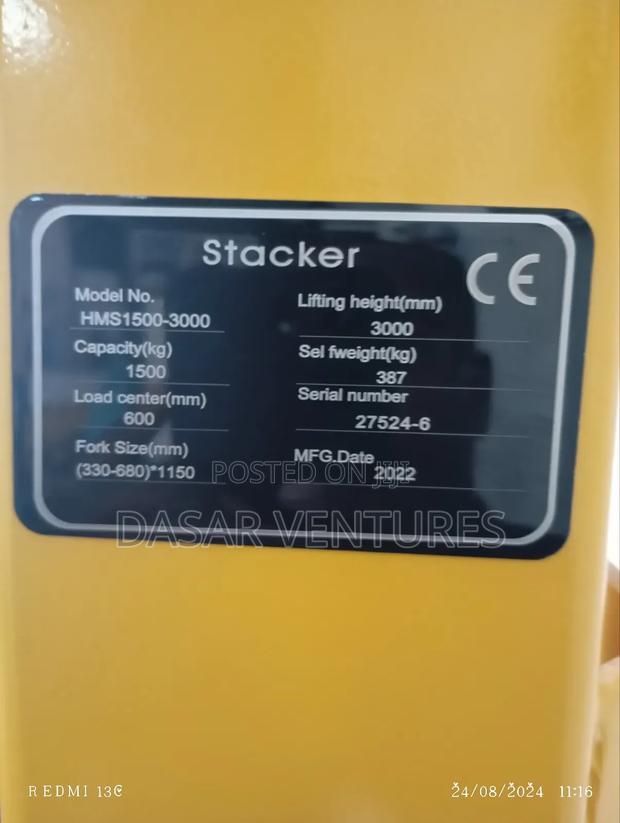 Stacker
CE
Model No.
HMS1500-3000
Lifting height(mm)
3000
Capacity(kg)
1500
Sel fweight(kg)
387
Load center(mm)
600
Serial number
27524-6
Fork Size(mm)
(330-680)*1150
MFG.Date
2022
POSTED ON JIJI
DASAR VENTURES
REDMI 13C
24/08/2024 11:16